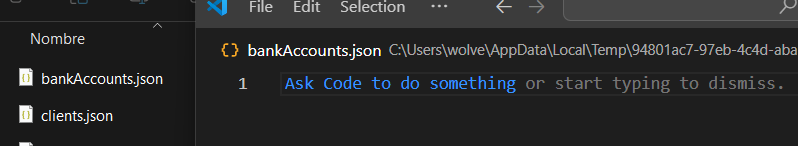 File Edit Selection ...
Nombre
{} bankAccounts.json C:\Users\wolve\AppData\Local\Temp\94801ac7-97eb-4c4d-aba
bankAccounts.json
1 Ask Code to do something or start typing to dismiss.
clients.json